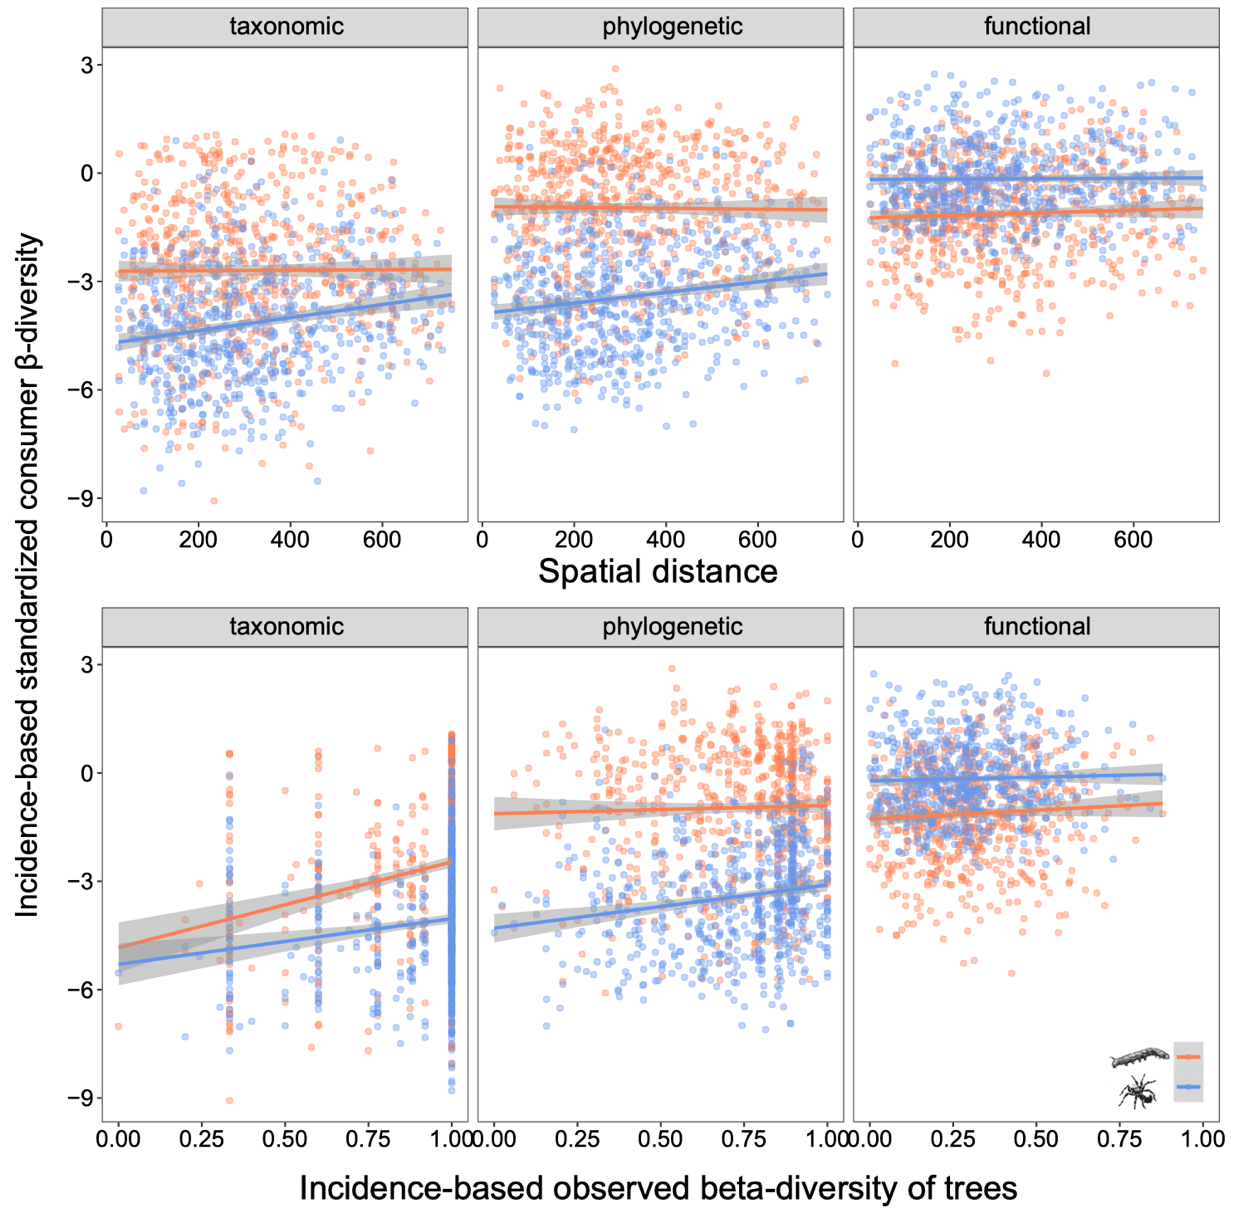 Incidence-based standardized consumer β-diversity
taxonomic phylogenetic functional
3
0
−3
−6
−9
0 200 400 600 0 200 400 600 0 200 400 600
Spatial distance
taxonomic phylogenetic functional
3
0
−3
−6
−9
0.00 0.25 0.50 0.75 1.00 0.00 0.25 0.50 0.75 1.00 0.00 0.25 0.50 0.75 1.00
Incidence-based observed beta-diversity of trees